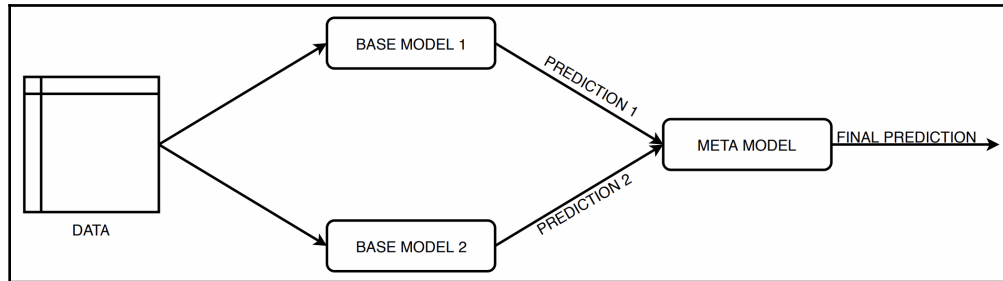 BASE MODEL 1
PREDICTION 1
DATA
META MODEL
FINAL PREDICTION
PREDICTION 2
BASE MODEL 2